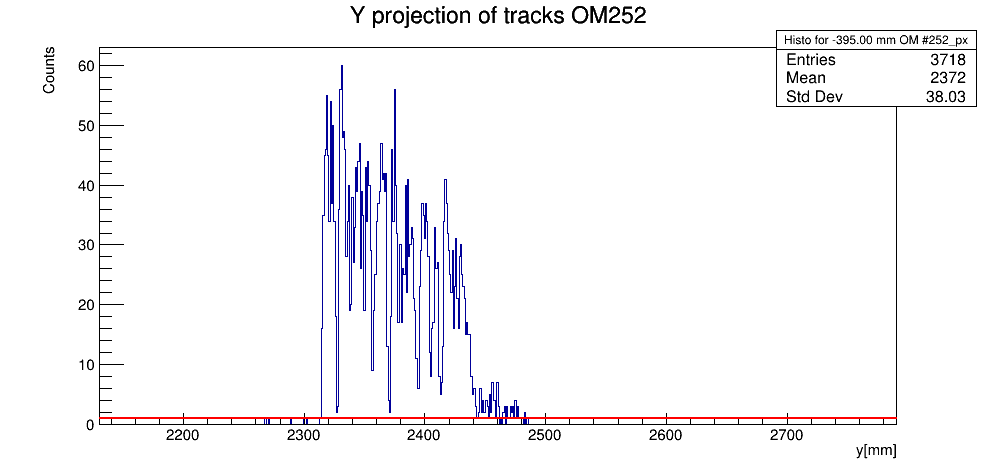 Y projection of tracks OM252
Histo for -395.00 mm OM #252_px
Entries 3718
Mean 2372
Std Dev 38.03
Counts
60
50
40
30
20
10
0
2200 2300 2400 2500 2600 2700
y[mm]